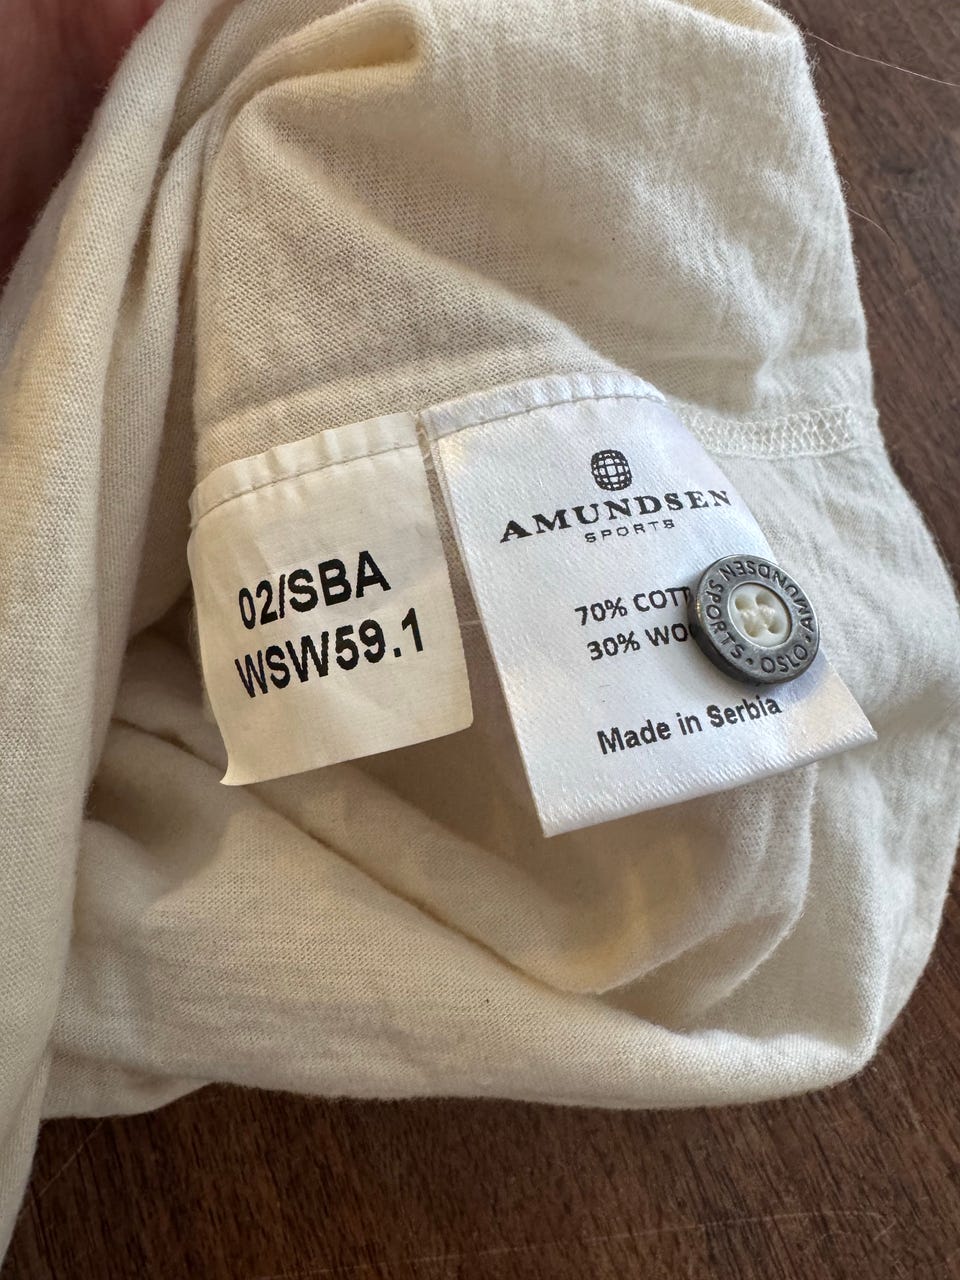 02/SBA
WSW59.1
AMUNDSEN
SPORTS
70% COTT
30% WO
Made in Serbia
AMUNDSEN SPORTS • OSLO •